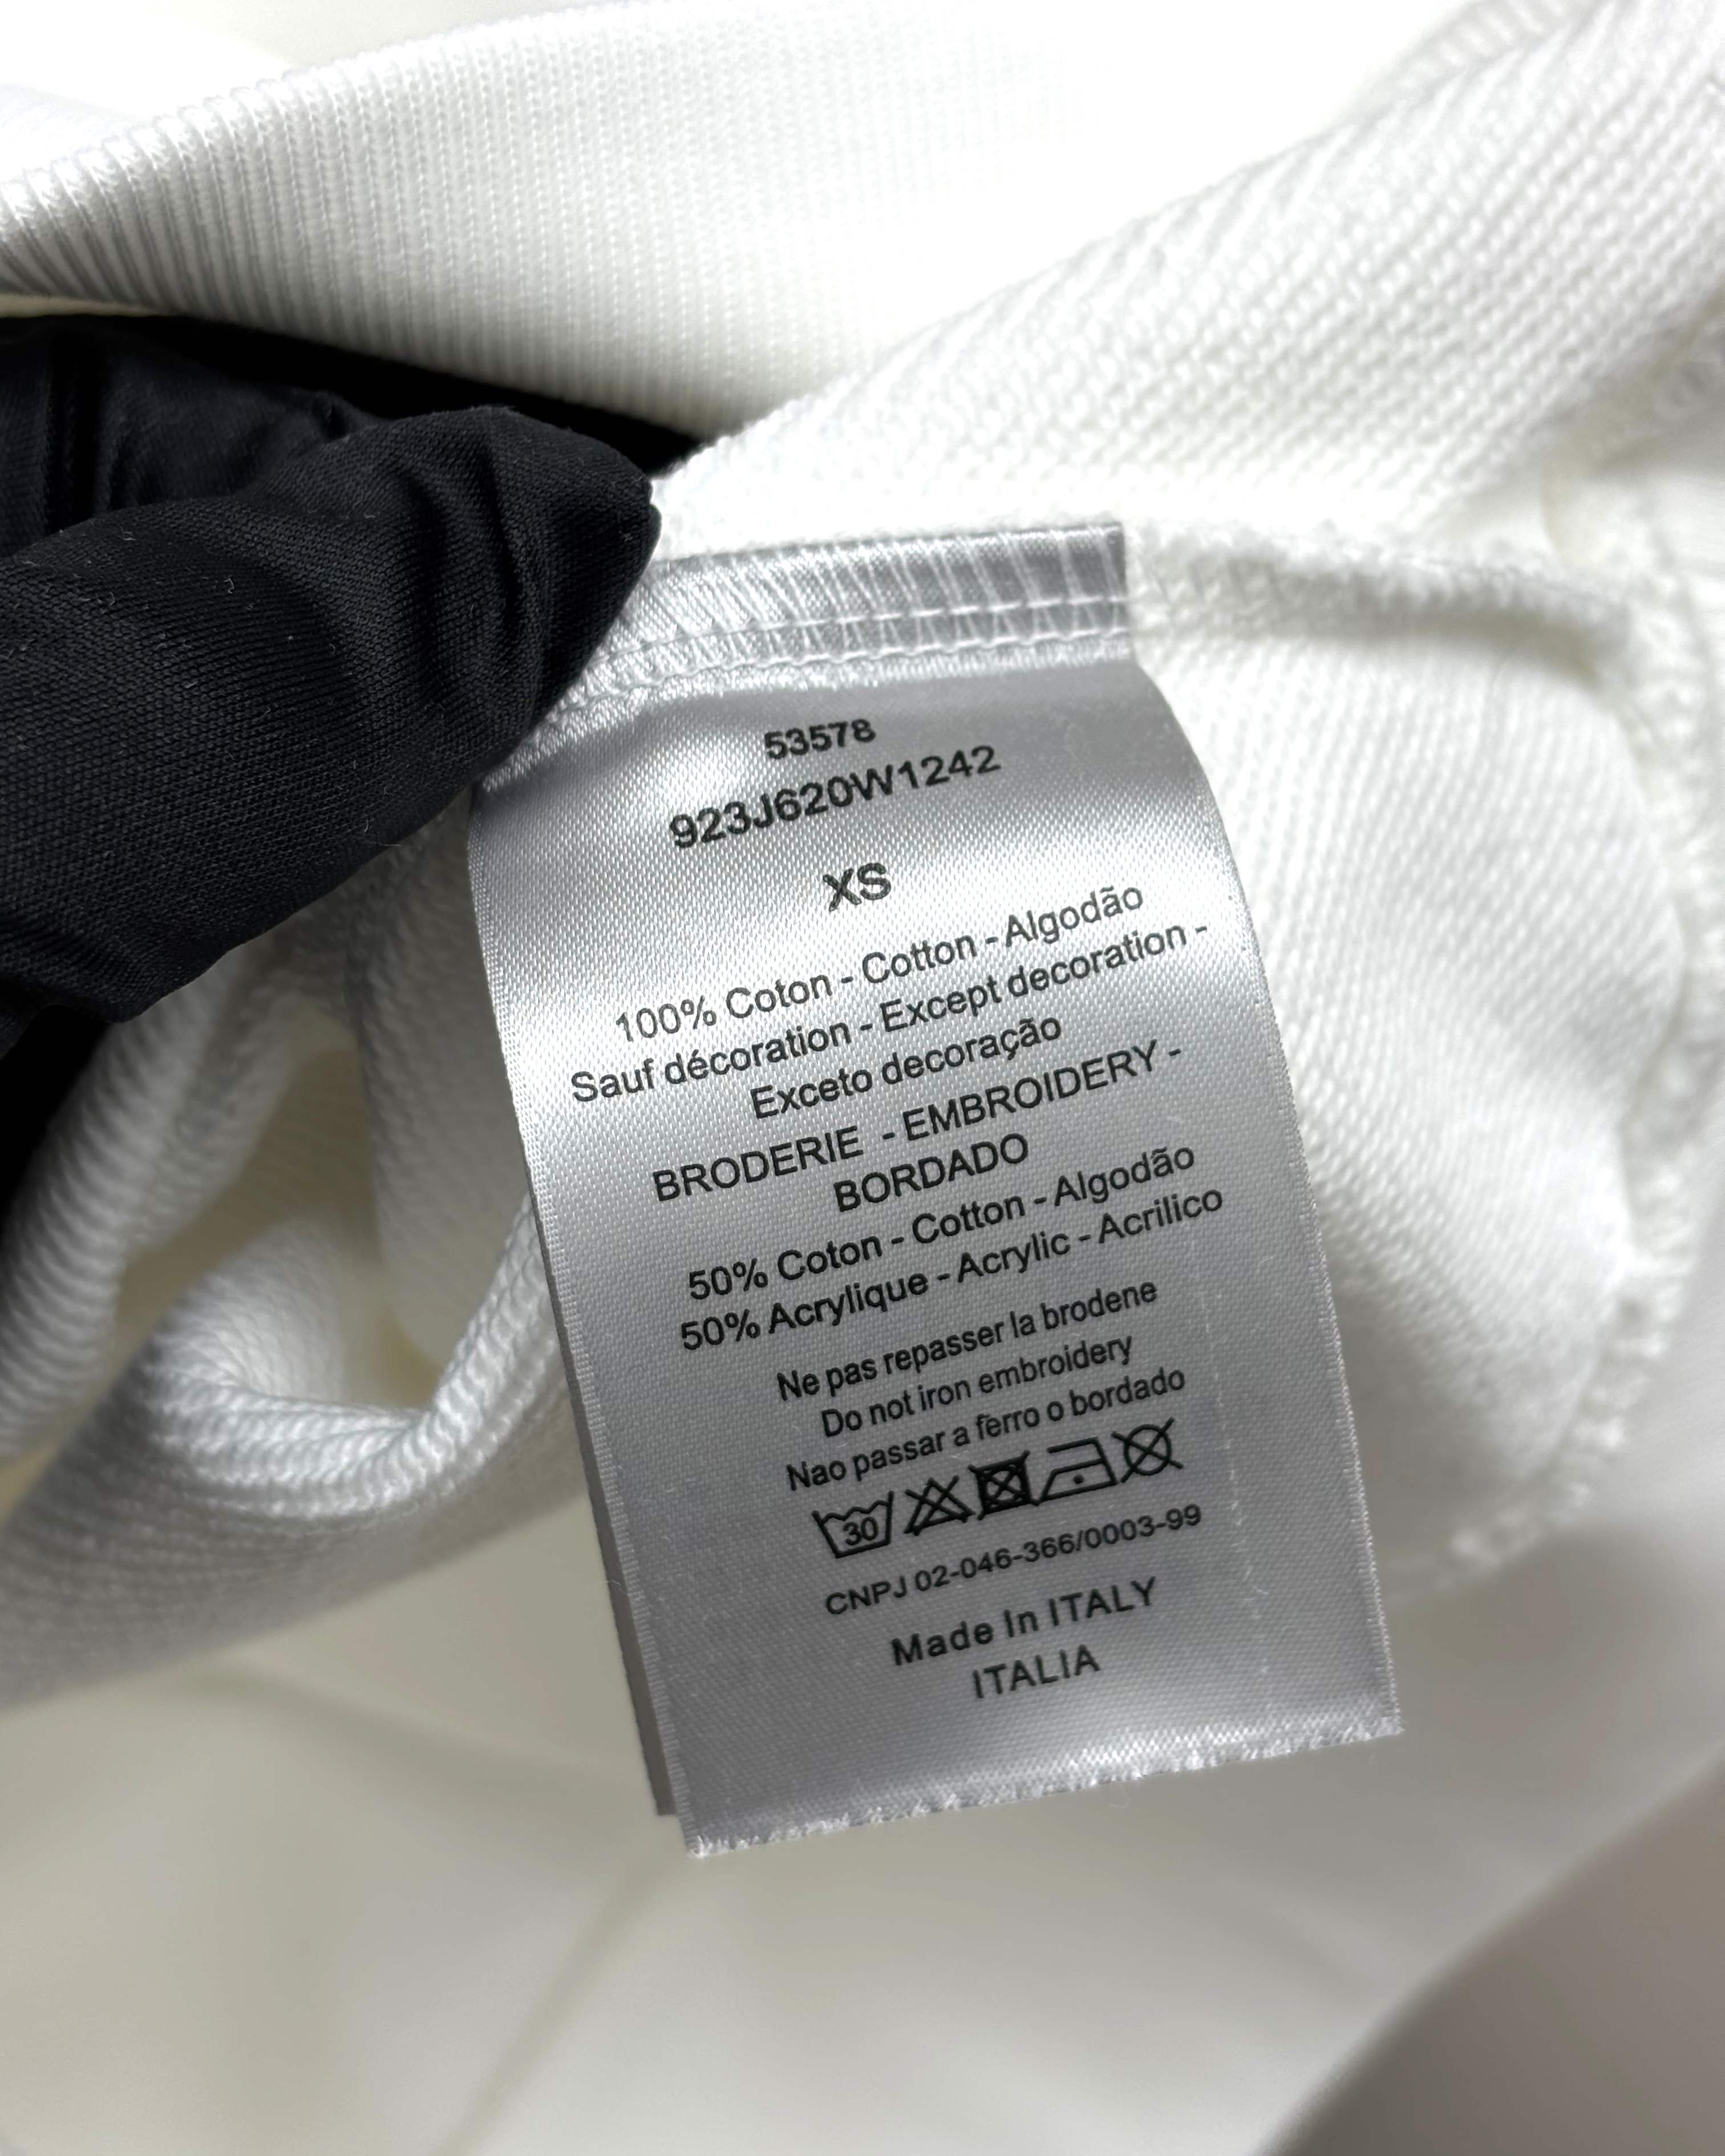 53578
923J620W1242
XS
100% Coton - Cotton - Algodão
Sauf décoration - Except decoration -
Exceto decoração
BRODERIE - EMBROIDERY -
BORDADO
50% Coton - Cotton - Algodão
50% Acrylique - Acrylic - Acrilico
Ne pas repasser la brodene
Do not iron embroidery
Nao passar a ferro o bordado
30
CNPJ 02-046-366/0003-99
Made In ITALY
ITALIA